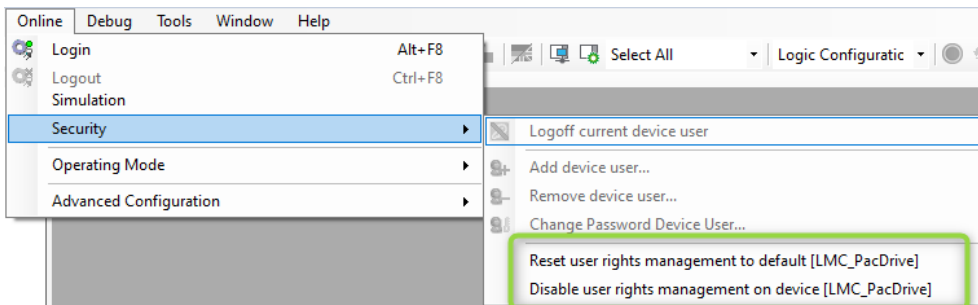 Online Debug Tools Window Help
Login Alt+F8
Select All Logic Configuratic
Logout Ctrl+F8
Simulation
Security
Logoff current device user
Operating Mode
Add device user...
Remove device user...
Advanced Configuration
Change Password Device User...
Reset user rights management to default [LMC_PacDrive]
Disable user rights management on device [LMC_PacDrive]